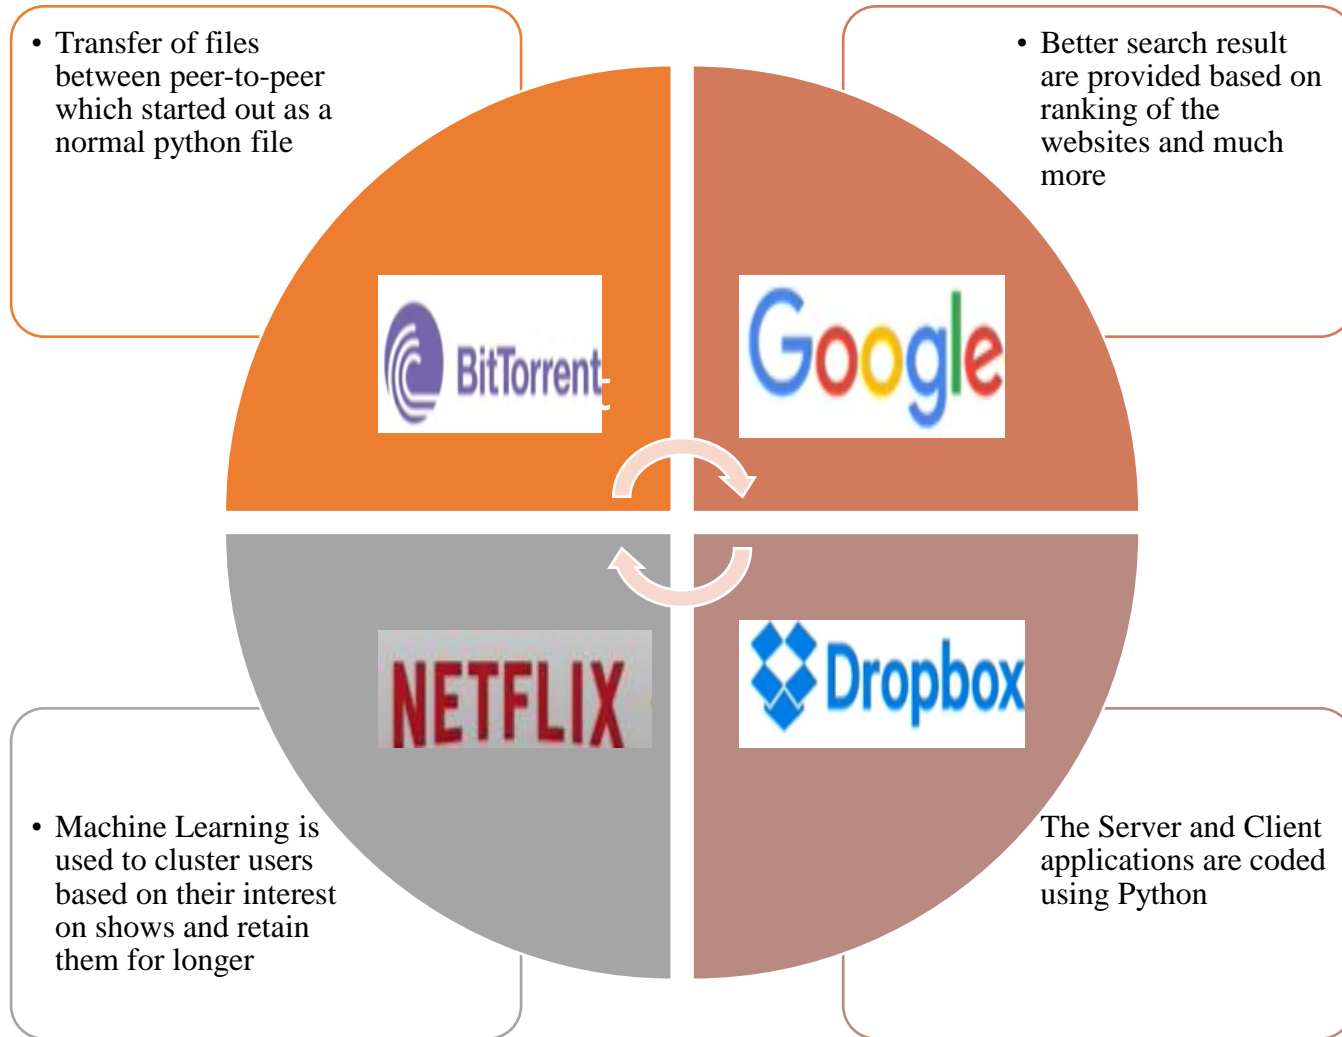 • Transfer of files
between peer-to-peer
which started out as a
normal python file
• Better search result
are provided based on
ranking of the
websites and much
more
BitTorrent
t
Google
NETFLIX
Dropbox
• Machine Learning is
used to cluster users
based on their interest
on shows and retain
them for longer
The Server and Client
applications are coded
using Python